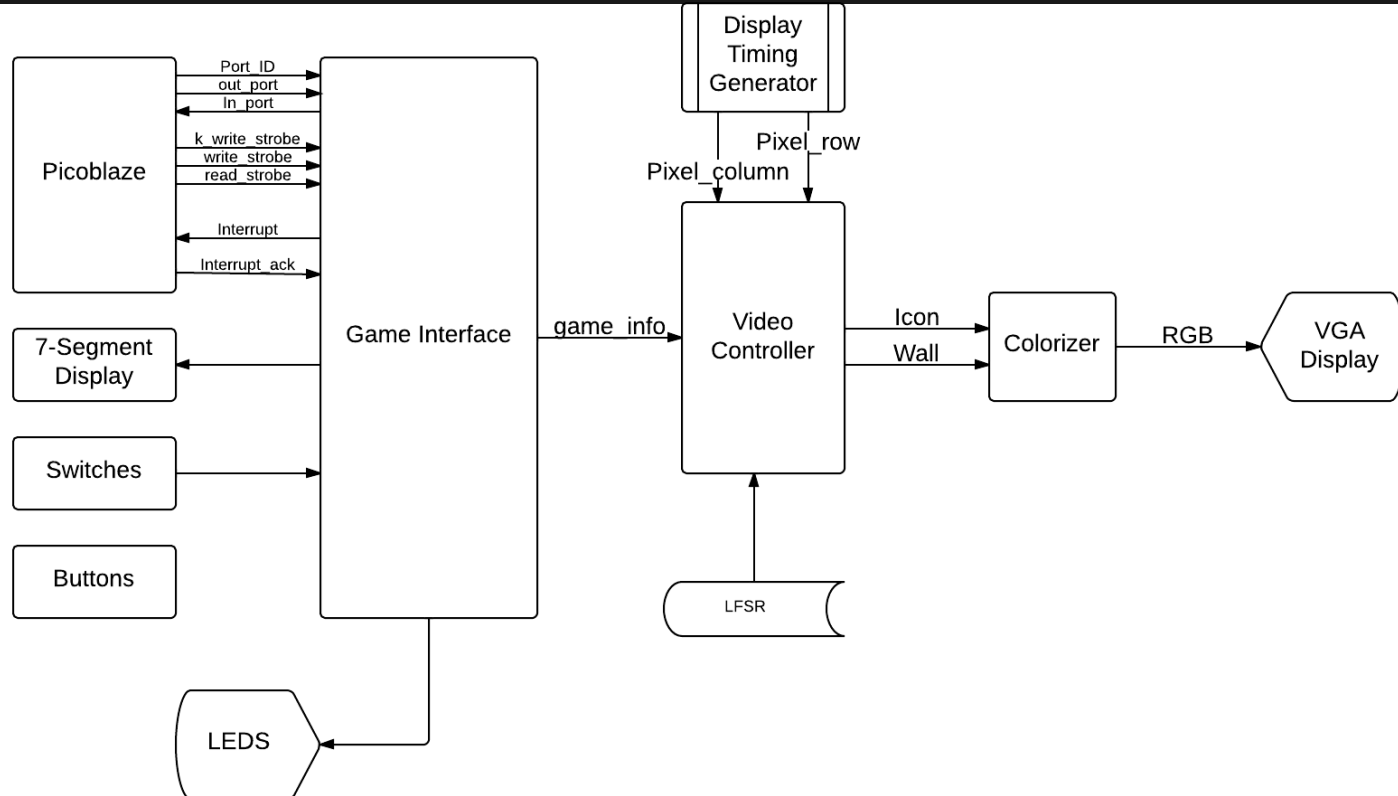 Display
Timing
Generator
Port_ID
out_port
In_port
k_write_strobe
write_strobe
read_strobe
Interrupt
Interrupt_ack
Picoblaze
Pixel_row
Pixel_column
7-Segment
Display
Game Interface
game_info
Video
Controller
Icon
Wall
Colorizer
RGB
VGA
Display
Switches
Buttons
LFSR
LEDS